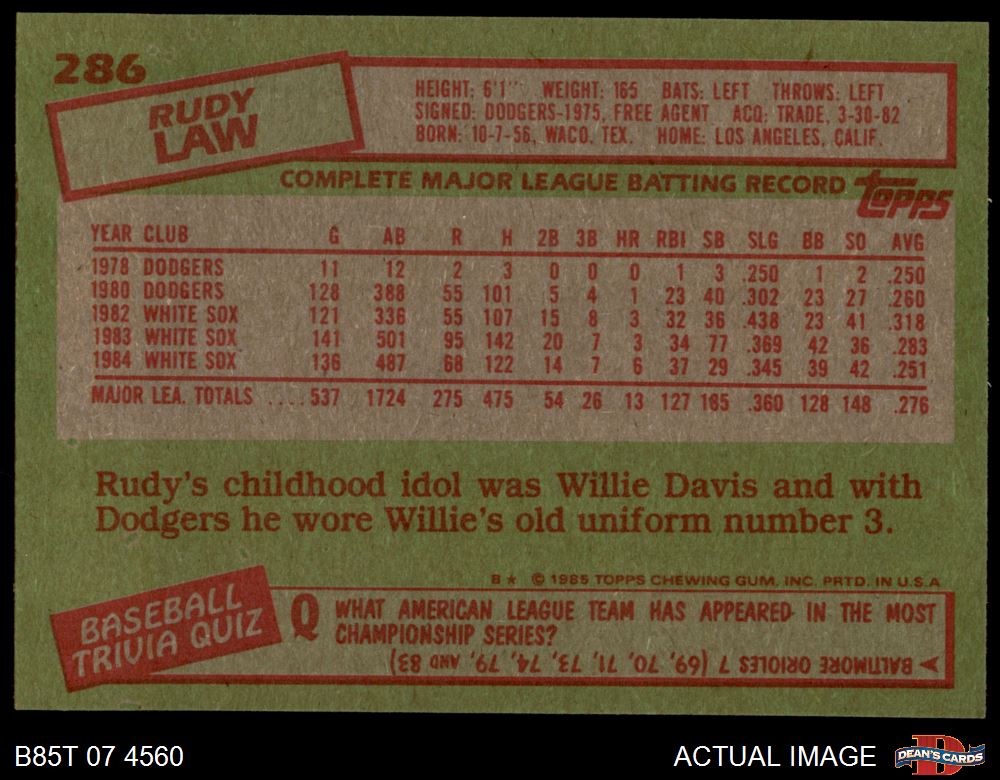 286
RUDY
LAW
HEIGHT: 6'1" WEIGHT: 165 BATS: LEFT THROWS: LEFT
SIGNED: DODGERS-1975, FREE AGENT ACQ: TRADE, 3-30-82
BORN: 10-7-56, WACO, TEX. HOME: LOS ANGELES, CALIF.
COMPLETE MAJOR LEAGUE BATTING RECORD
TOPPS
YEAR CLUB G AB R H 2B 3B HR RBI SB SLG BB SO AVG
1978 DODGERS 11 12 2 3 0 0 0 1 3 .250 1 2 .250
1980 DODGERS 128 388 55 101 5 4 1 23 40 .302 23 27 .260
1982 WHITE SOX 121 336 55 107 15 8 3 32 36 .438 23 41 .318
1983 WHITE SOX 141 501 95 142 20 7 3 34 77 .369 42 36 .283
1984 WHITE SOX 136 487 68 122 14 7 6 37 29 .345 39 42 .251
MAJOR LEA. TOTALS ....537 1724 275 475 54 26 13 127 185 .360 128 148 .276
Rudy's childhood idol was Willie Davis and with
Dodgers he wore Willie's old uniform number 3.
B★ © 1985 TOPPS CHEWING GUM, INC. PRTD. IN U.S.A
BASEBALL
TRIVIA QUIZ
Q WHAT AMERICAN LEAGUE TEAM HAS APPEARED IN THE MOST
CHAMPIONSHIP SERIES?
BALTIMORE ORIOLES 7 (69, '70, '71, '73, '74, '79, AND 83)
B85T 07 4560
ACTUAL IMAGE
D
DEAN'S CARDS